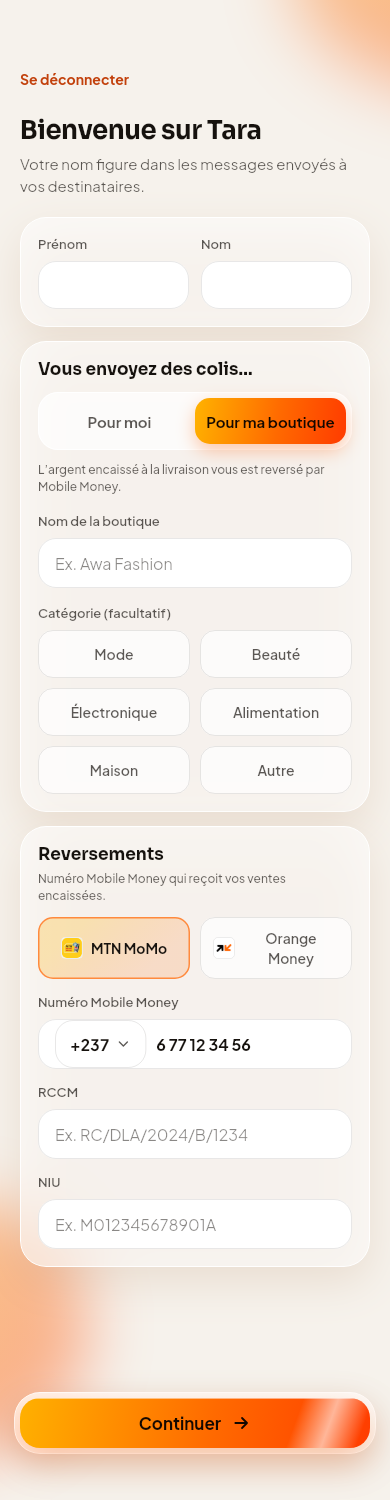 Se déconnecter
Bienvenue sur Tara
Votre nom figure dans les messages envoyés à
vos destinataires.
Prénom
Nom
Vous envoyez des colis...
Pour moi
Pour ma boutique
L'argent encaissé à la livraison vous est reversé par
Mobile Money.
Nom de la boutique
Ex. Awa Fashion
Catégorie (facultatif)
Mode
Beauté
Électronique
Alimentation
Maison
Autre
Reversements
Numéro Mobile Money qui reçoit vos ventes
encaissées.
MTN MoMo
Orange
Money
Numéro Mobile Money
+237
6 77 12 34 56
RCCM
Ex. RC/DLA/2024/B/1234
NIU
Ex. M012345678901A
Continuer →